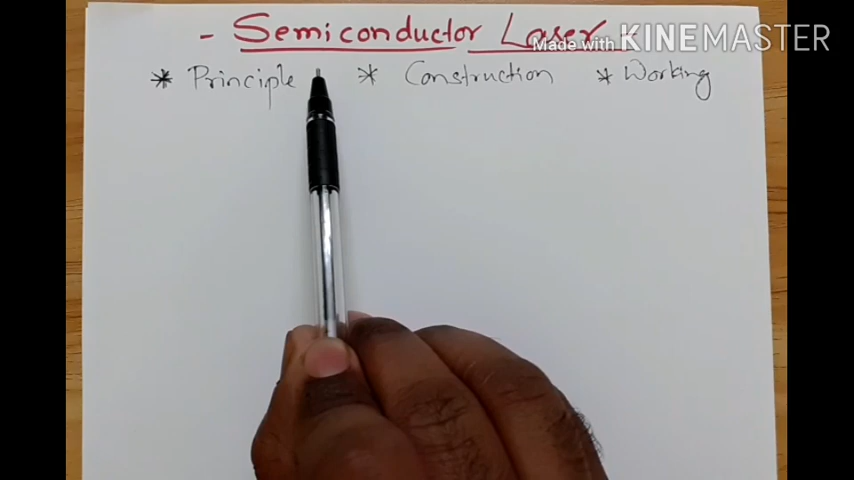 - Semiconductor Laser -
* Principle * Construction * Working
Made with KINEMASTER